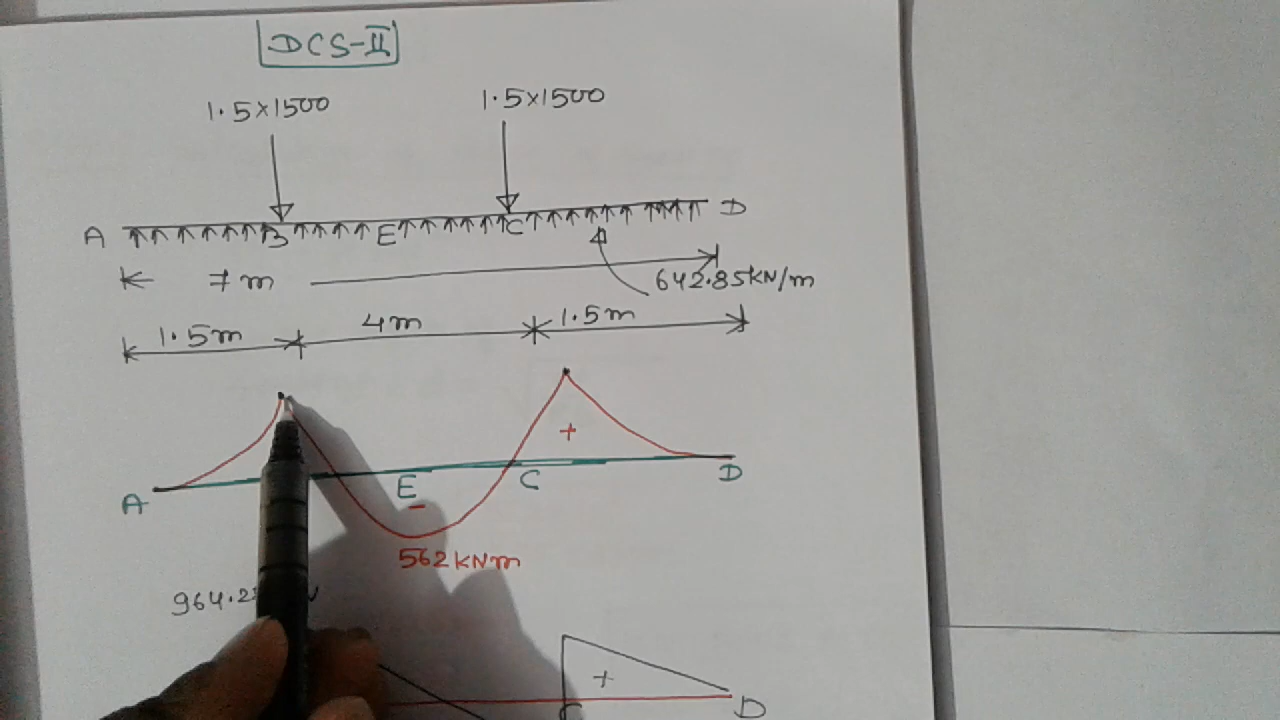 DCS-II
1.5×1500 1.5×1500
A B E C D
7m
642.85KN/m
1.5m 4m 1.5m
+
A E C D
-
562KNm
+
D